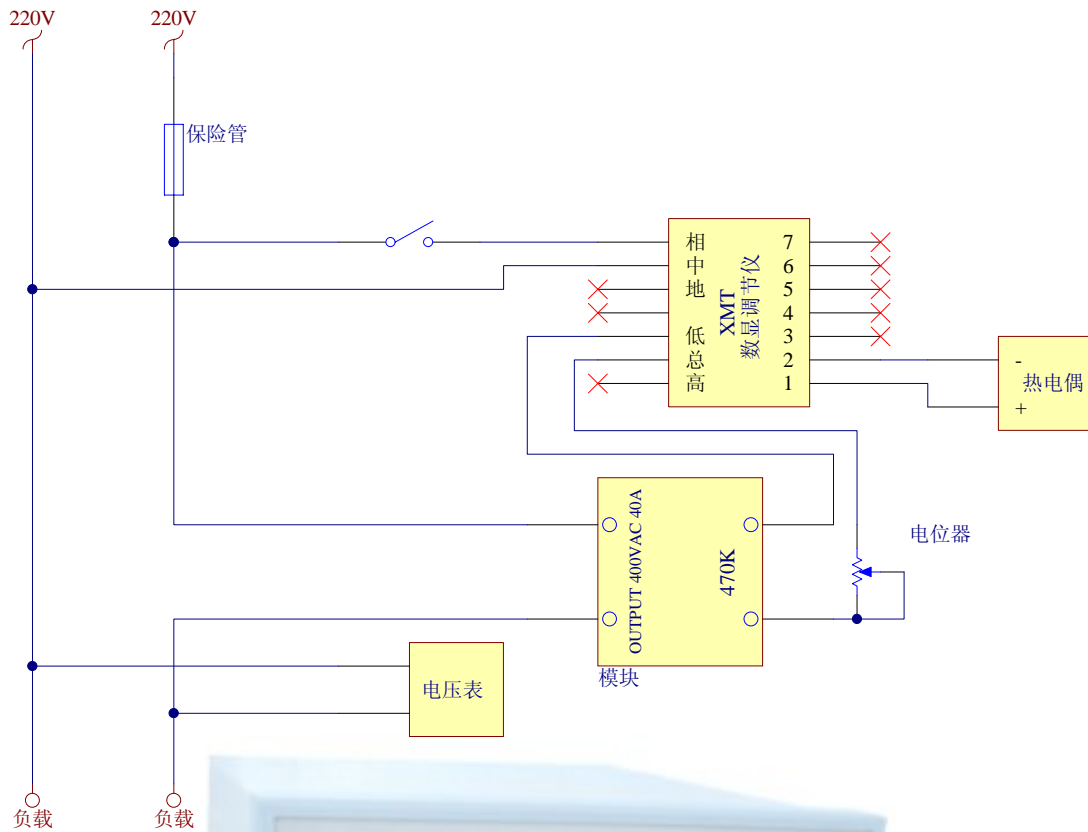 220V
220V
保险管
相 7
中 6
地 5
4
低 3
总 2
高 1
XMT
数显调节仪
-
热电偶
+
OUTPUT 400VAC 40A
470K
电位器
模块
电压表
负载
负载